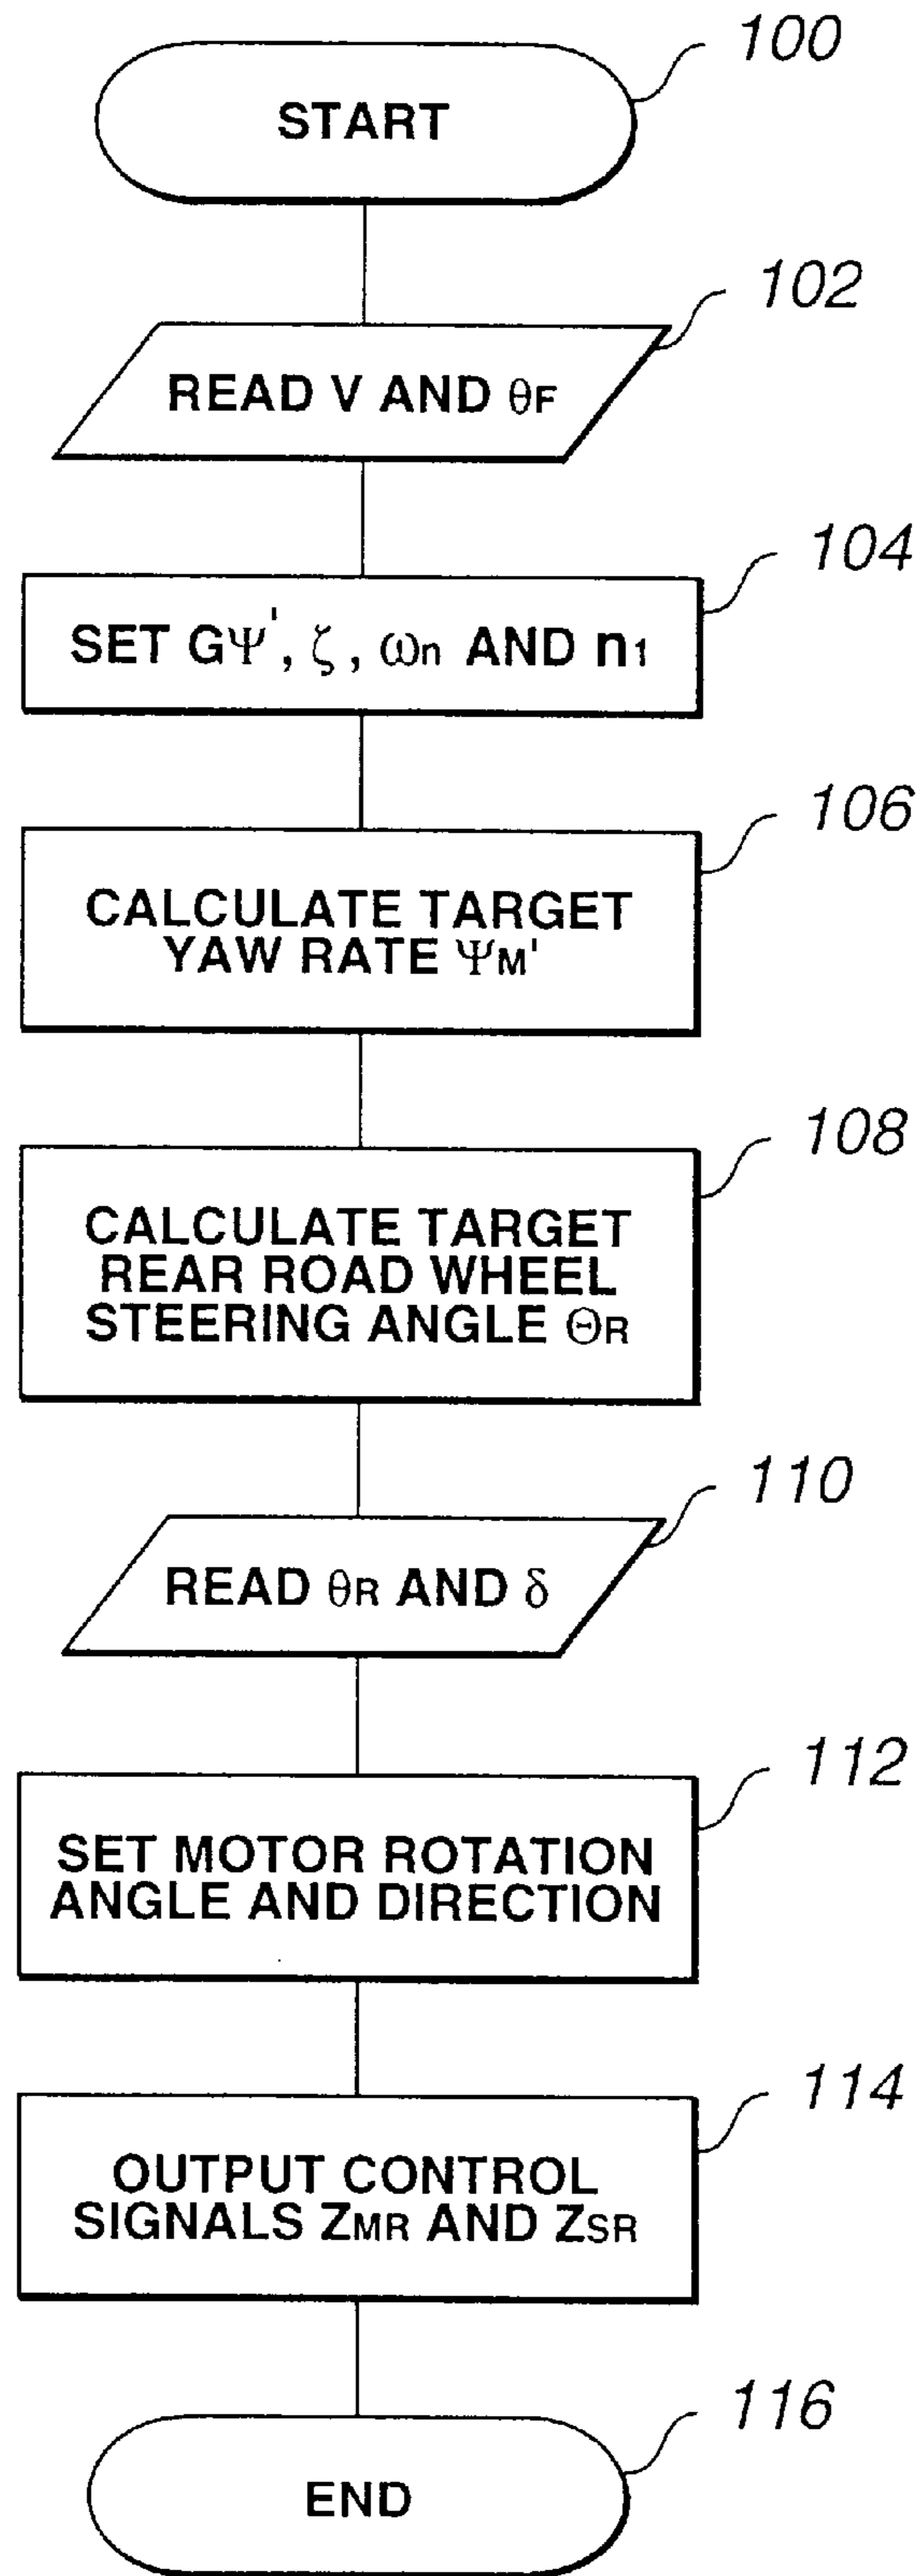 100
START
102
READ V AND θF
104
SET GΨ', ζ, ωn AND n1
106
CALCULATE TARGET
YAW RATE ΨM'
108
CALCULATE TARGET
REAR ROAD WHEEL
STEERING ANGLE ΘR
110
READ θR AND δ
112
SET MOTOR ROTATION
ANGLE AND DIRECTION
114
OUTPUT CONTROL
SIGNALS ZMR AND ZSR
116
END